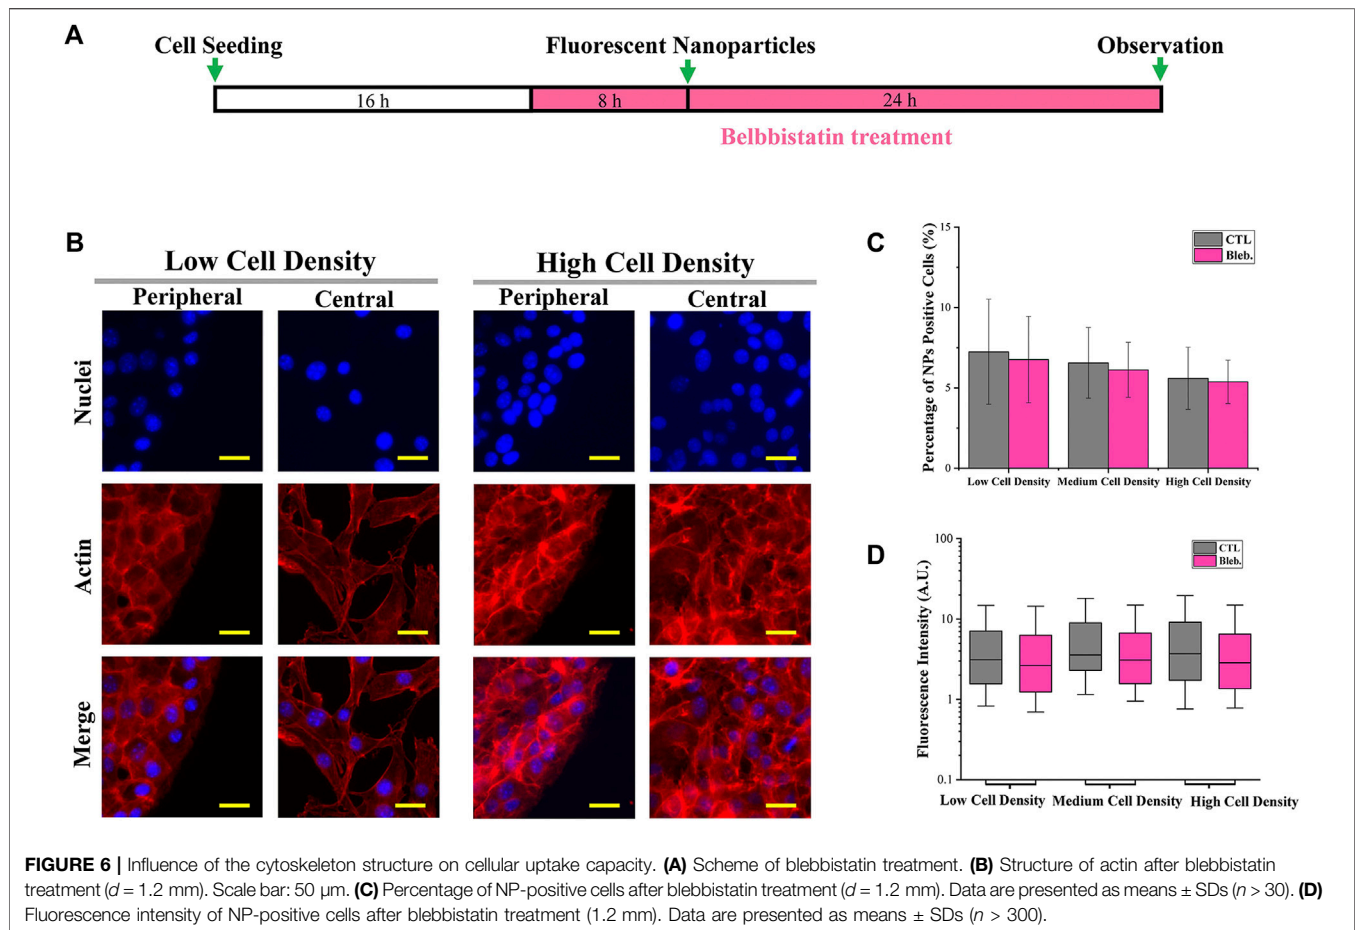 A
Cell Seeding
Fluorescent Nanoparticles
Observation
16 h
8 h
24 h
Belbbistatin treatment
B
Low Cell Density
High Cell Density
Peripheral
Central
Peripheral
Central
Nuclei
Actin
Merge
C
Percentage of NPs Positive Cells (%)
15
10
5
0
CTL
Bleb.
Low Cell Density
Medium Cell Density
High Cell Density
D
Fluorescence Intensity (A.U.)
100
10
1
0.1
CTL
Bleb.
Low Cell Density
Medium Cell Density
High Cell Density
FIGURE 6 | Influence of the cytoskeleton structure on cellular uptake capacity. (A) Scheme of blebbistatin treatment. (B) Structure of actin after blebbistatin
treatment (d = 1.2 mm). Scale bar: 50 μm. (C) Percentage of NP-positive cells after blebbistatin treatment (d = 1.2 mm). Data are presented as means ± SDs (n > 30). (D)
Fluorescence intensity of NP-positive cells after blebbistatin treatment (1.2 mm). Data are presented as means ± SDs (n > 300).